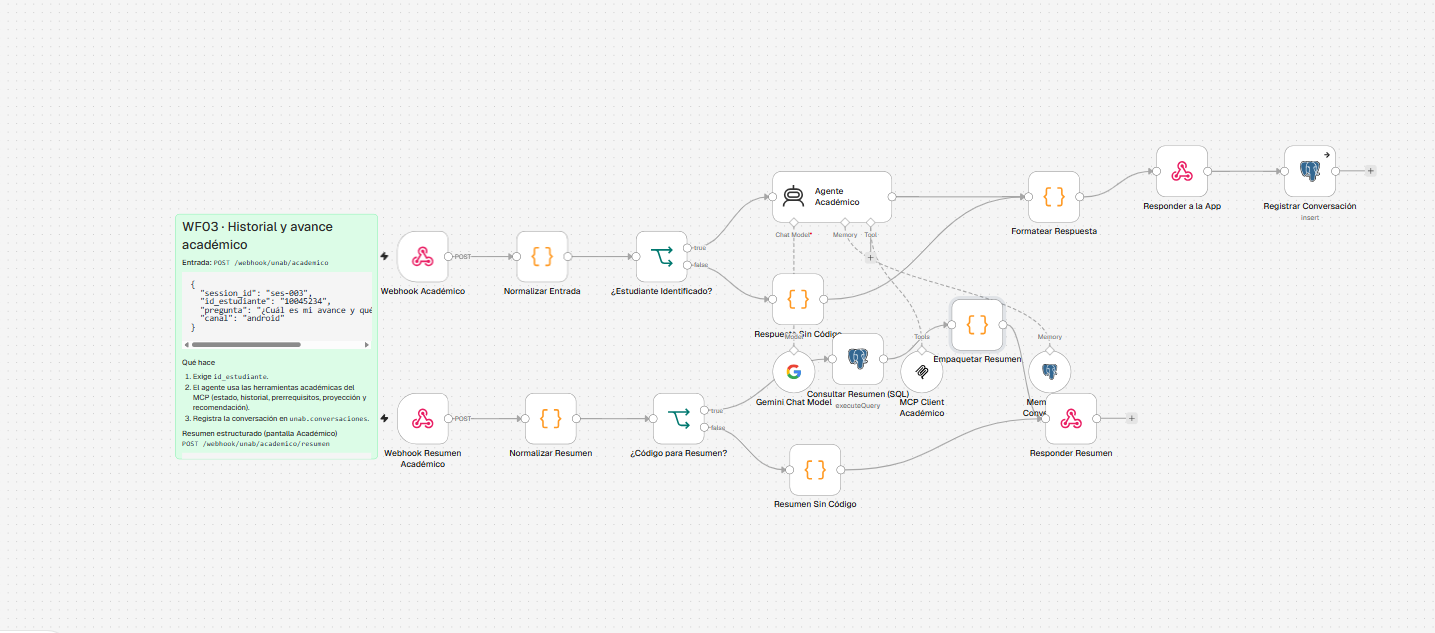 WF03 · Historial y avance
académico
Entrada: POST /webhook/unab/academico
{
"session_id": "ses-003",
"id_estudiante": "10045234",
"pregunta": "¿Cuál es mi avance y qué
"canal": "android"
}
Qué hace
1. Exige id_estudiante.
2. El agente usa las herramientas académicas del
MCP (estado, historial, prerrequisitos, proyección y
recomendación).
3. Registra la conversación en unab.conversaciones.
Resumen estructurado (pantalla Académico)
POST /webhook/unab/academico/resumen
Webhook Académico
POST
Normalizar Entrada
¿Estudiante Identificado?
true
false
Agente
Académico
Chat Model*
Memory
Tool
Respuesta Sin Código
Formatear Respuesta
Responder a la App
Registrar Conversación
insert
Model
Gemini Chat Model
Consultar Resumen (SQL)
executeQuery
Tools
MCP Client
Académico
Empaquetar Resumen
Memory
Webhook Resumen
Académico
POST
Normalizar Resumen
¿Código para Resumen?
true
false
Resumen Sin Código
Responder Resumen